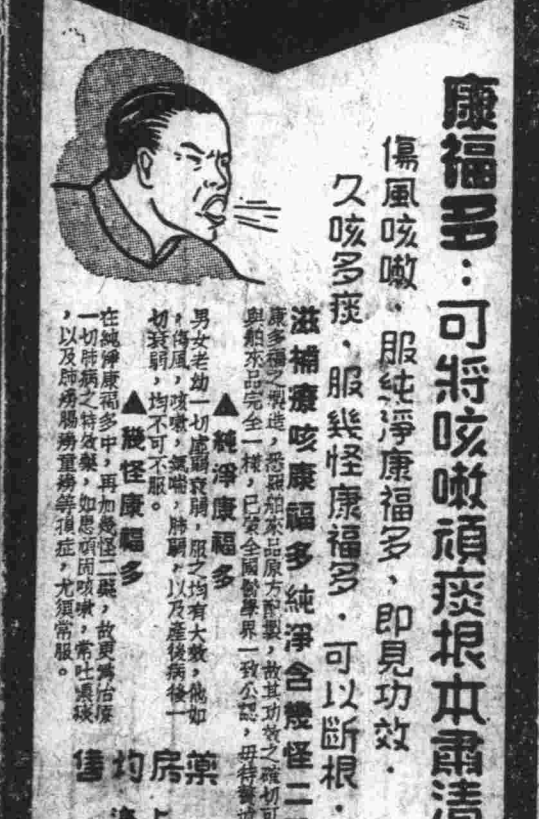 康福多：可將咳嗽頑痰根本肅清
傷風咳嗽、服純淨康福多、即見功效．
久咳多痰、服幾怪康福多．可以斷根．
滋補療咳康福多純淨含幾怪二
康多福之製造，悉照舶來品原方配製，故其功效之確切可
與舶來品完全一樣，已榮全國醫學界一致公認，毋待
▲純淨康福多
男女老幼一切虛弱衰弱，服之均有大效，他如
傷風，咳嗽，氣喘，肺癆，以及產後病後一
切衰弱，均不可不服。
▲幾怪康福多
在純淨康福多中，再加幾怪二藥，故更為治療
一切肺病之特效藥，如患頑固咳嗽，常吐濃痰
，以及肺癆腸癆重癆等頑症，尤須常服。
藥房均售